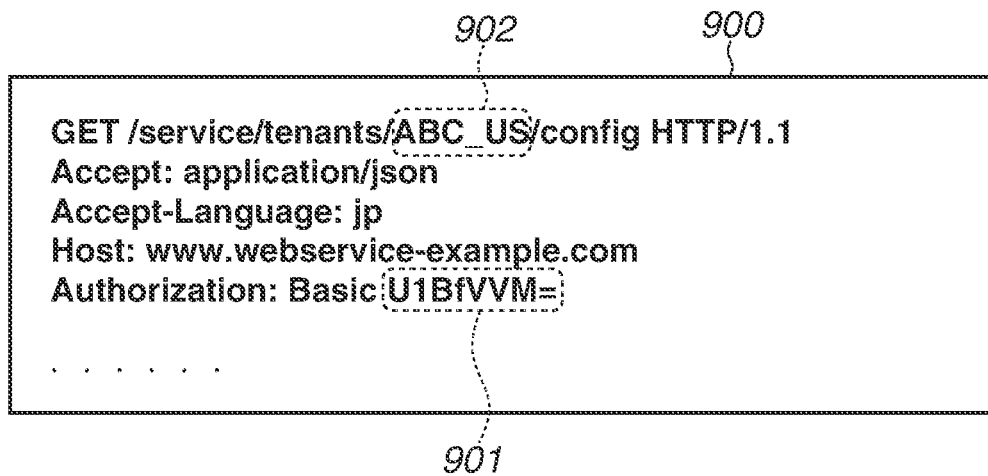 902
900
GET /service/tenants/ABC_US/config HTTP/1.1
Accept: application/json
Accept-Language: jp
Host: www.webservice-example.com
Authorization: Basic U1BfVVM=
. . . . . .
901